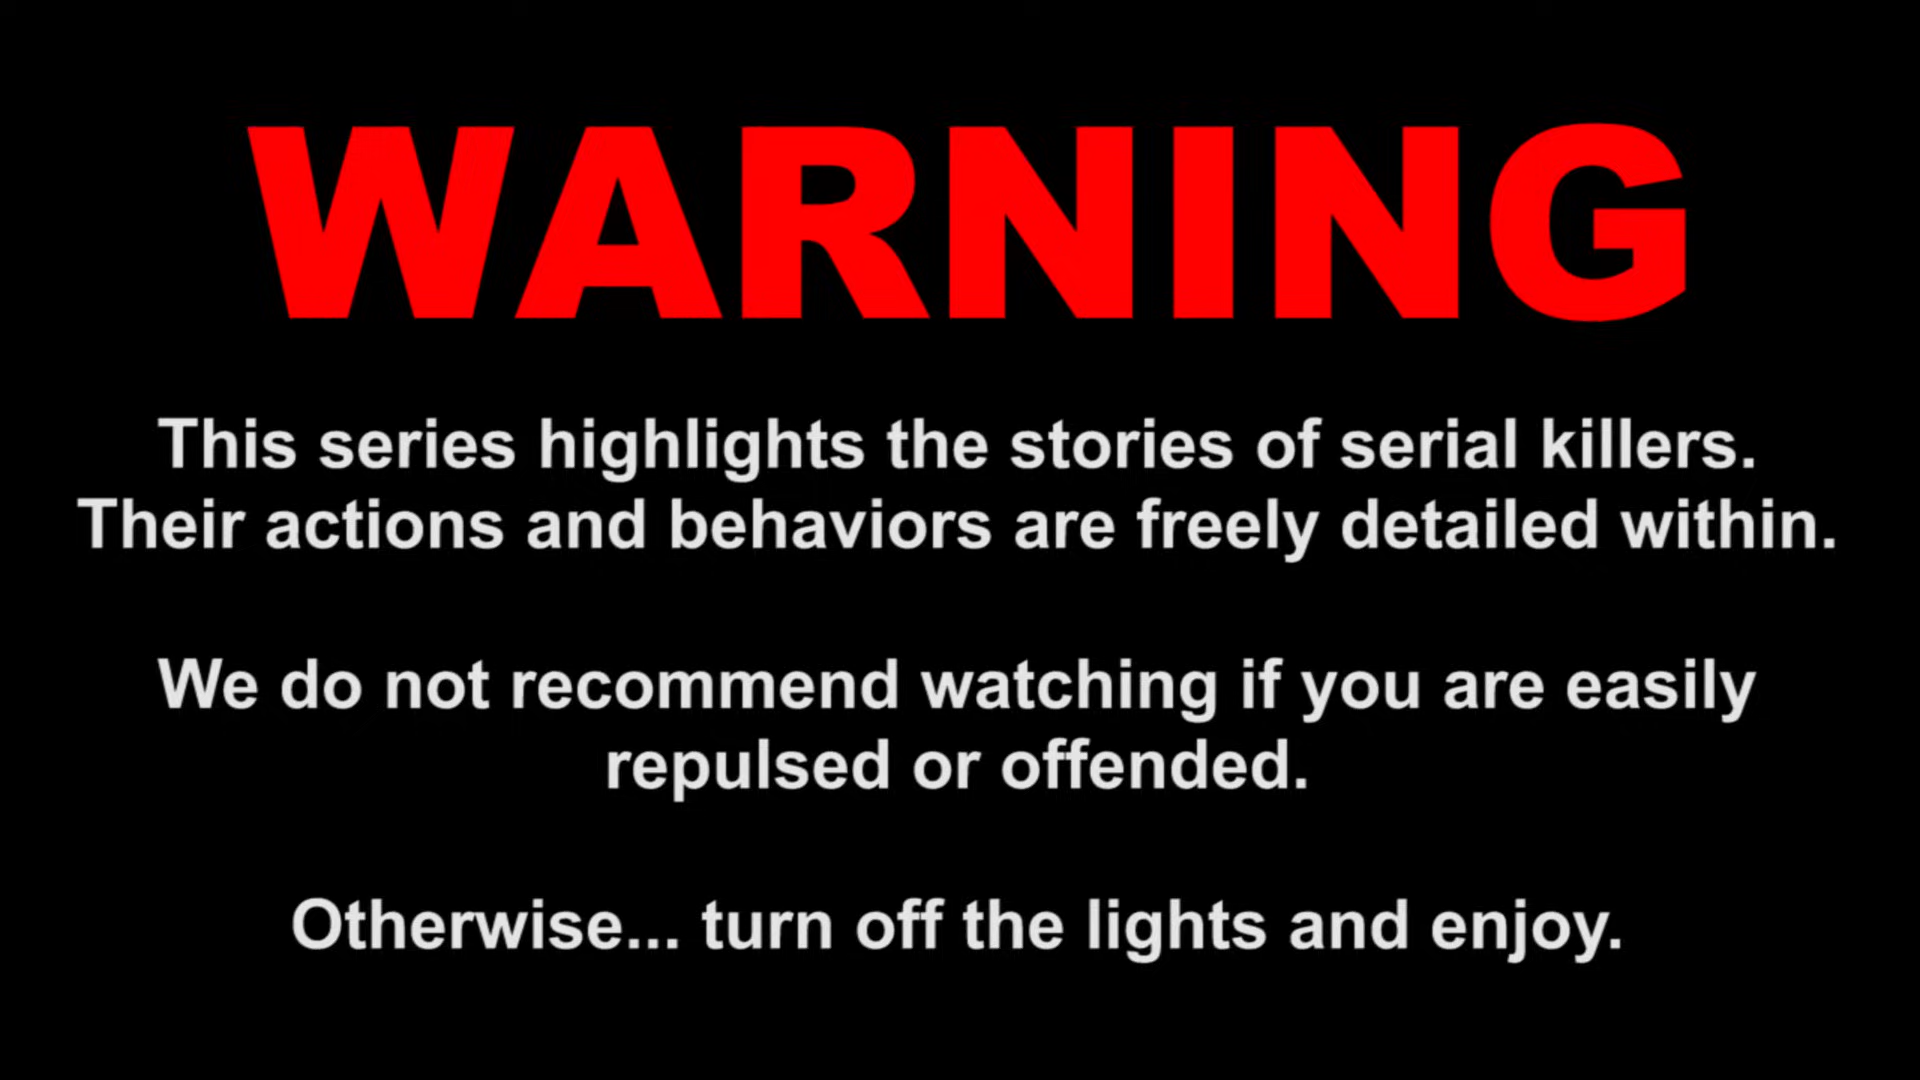 WARNING
This series highlights the stories of serial killers.
Their actions and behaviors are freely detailed within.
We do not recommend watching if you are easily
repulsed or offended.
Otherwise... turn off the lights and enjoy.